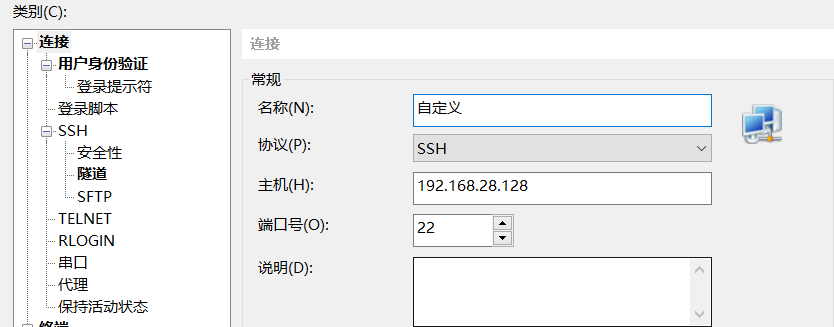 类别(C):
连接
用户身份验证
登录提示符
登录脚本
SSH
安全性
隧道
SFTP
TELNET
RLOGIN
串口
代理
保持活动状态
终端
连接
常规
名称(N):
自定义
协议(P):
SSH
主机(H):
192.168.28.128
端口号(O):
22
说明(D):